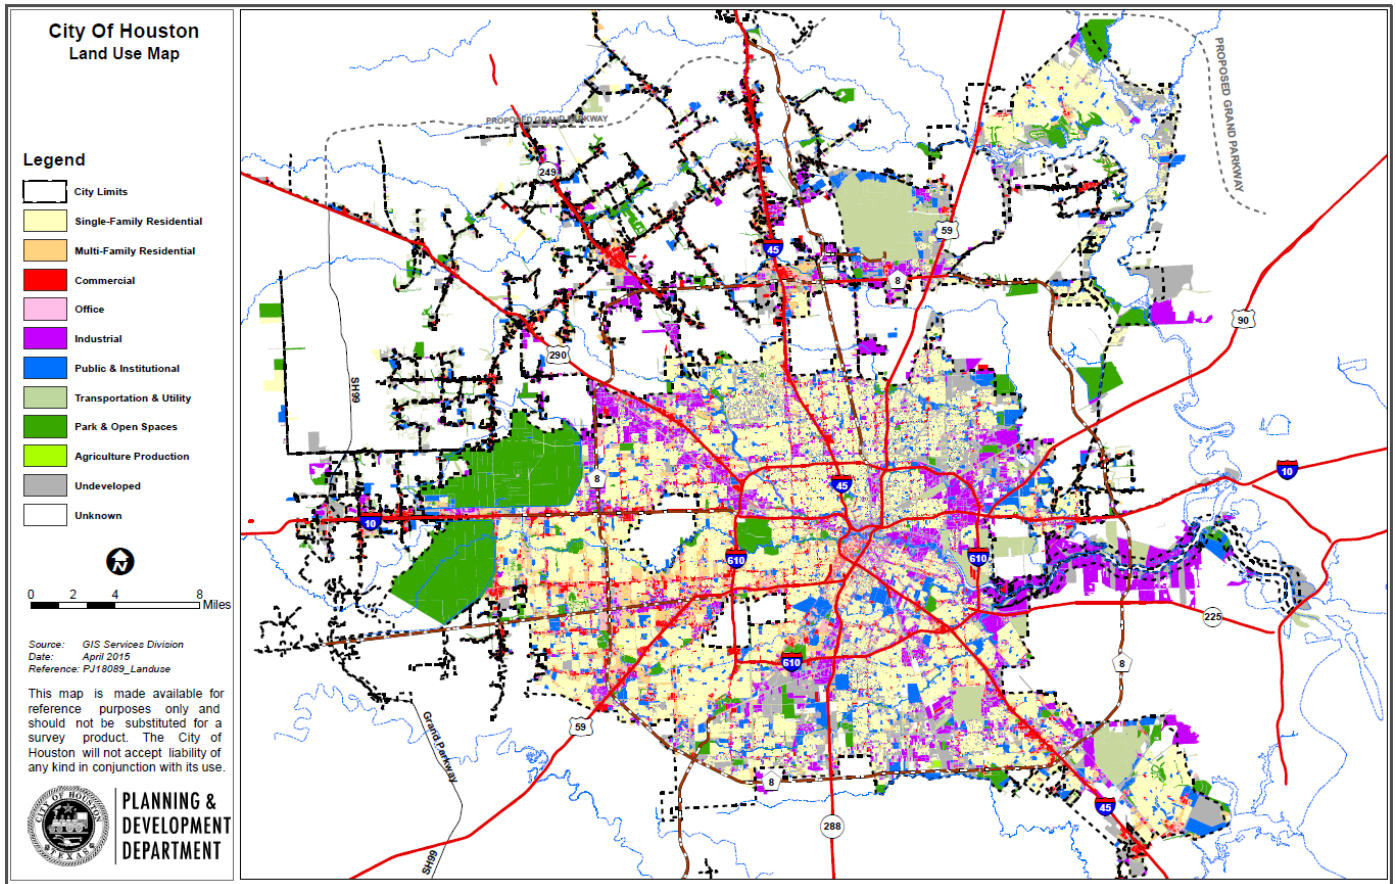 City Of Houston
Land Use Map
Legend
City Limits
Single-Family Residential
Multi-Family Residential
Commercial
Office
Industrial
Public & Institutional
Transportation & Utility
Park & Open Spaces
Agriculture Production
Undeveloped
Unknown
N
0 2 4 8
Miles
Source: GIS Services Division
Date: April 2015
Reference: PJ18089_Landuse
This map is made available for
reference purposes only and
should not be substituted for a
survey product. The City of
Houston will not accept liability of
any kind in conjunction with its use.
CITY OF HOUSTON
TEXAS
PLANNING &
DEVELOPMENT
DEPARTMENT
PROPOSED GRAND PARKWAY
PROPOSED GRAND PARKWAY
249
45
59
8
90
290
SH99
8
45
10
10
610
610
225
610
8
59
Grand Parkway
8
45
288
SH99